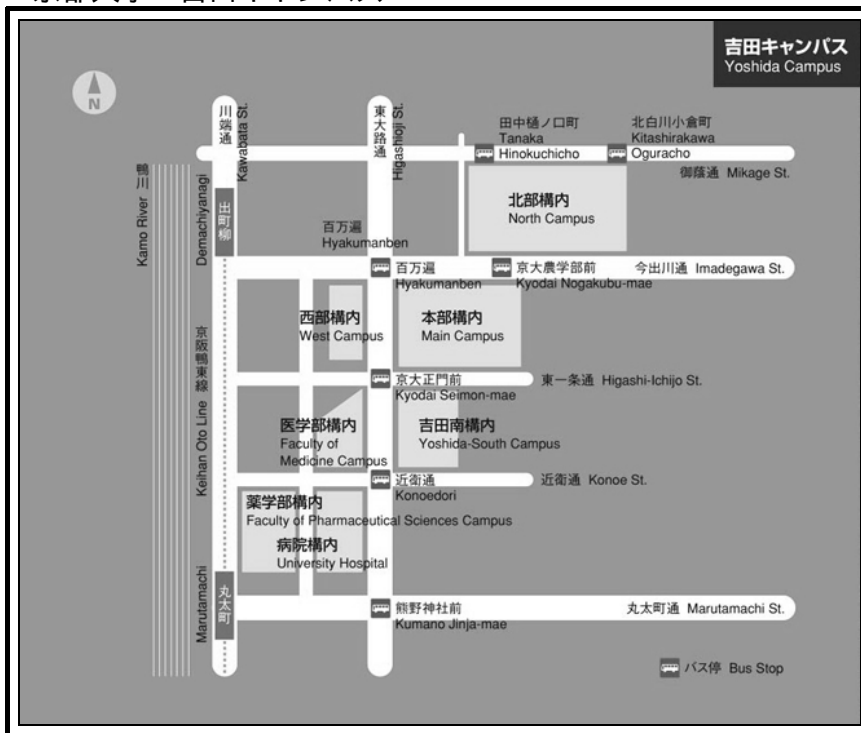 吉田キャンパス
Yoshida Campus
N
川端通
Kawabata St.
東大路通
Higashioji St.
田中樋ノ口町
Tanaka
Hinokuchicho
北白川小倉町
Kitashirakawa
Oguracho
御蔭通 Mikage St.
鴨川
Kamo River
出町柳
Demachiyanagi
北部構内
North Campus
百万遍
Hyakumanben
百万遍
Hyakumanben
京大農学部前
Kyodai Nogakubu-mae
今出川通 Imadegawa St.
西部構内
West Campus
本部構内
Main Campus
京阪鴨東線
Keihan Oto Line
京大正門前
Kyodai Seimon-mae
東一条通 Higashi-Ichijo St.
医学部構内
Faculty of
Medicine Campus
吉田南構内
Yoshida-South Campus
近衛通
Konoedori
近衛通 Konoe St.
薬学部構内
Faculty of Pharmaceutical Sciences Campus
病院構内
University Hospital
丸太町
Marutamachi
熊野神社前
Kumano Jinja-mae
丸太町通 Marutamachi St.
バス停 Bus Stop